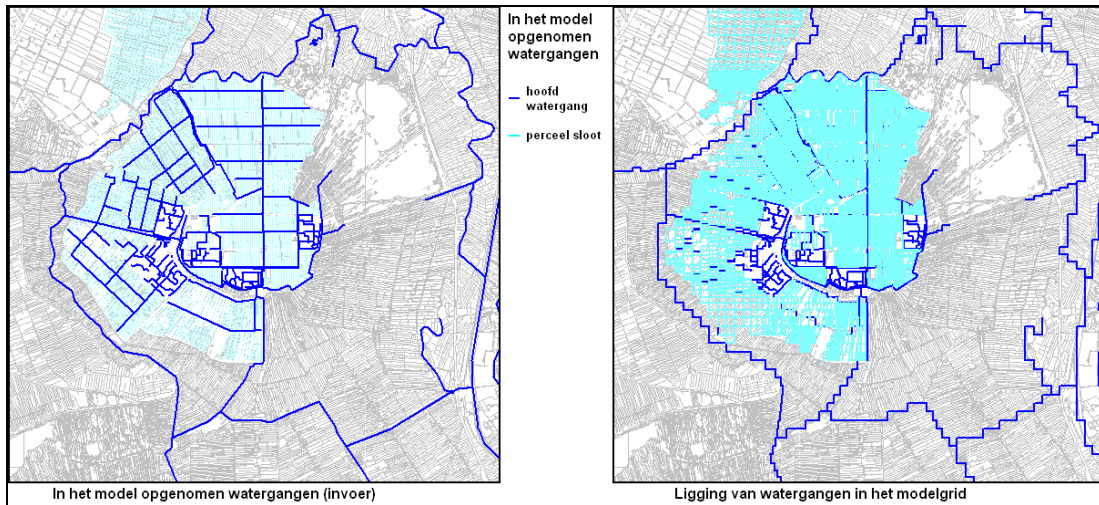 In het model
opgenomen
watergangen
hoofd
watergang
perceel sloot
In het model opgenomen watergangen (invoer)
Ligging van watergangen in het modelgrid